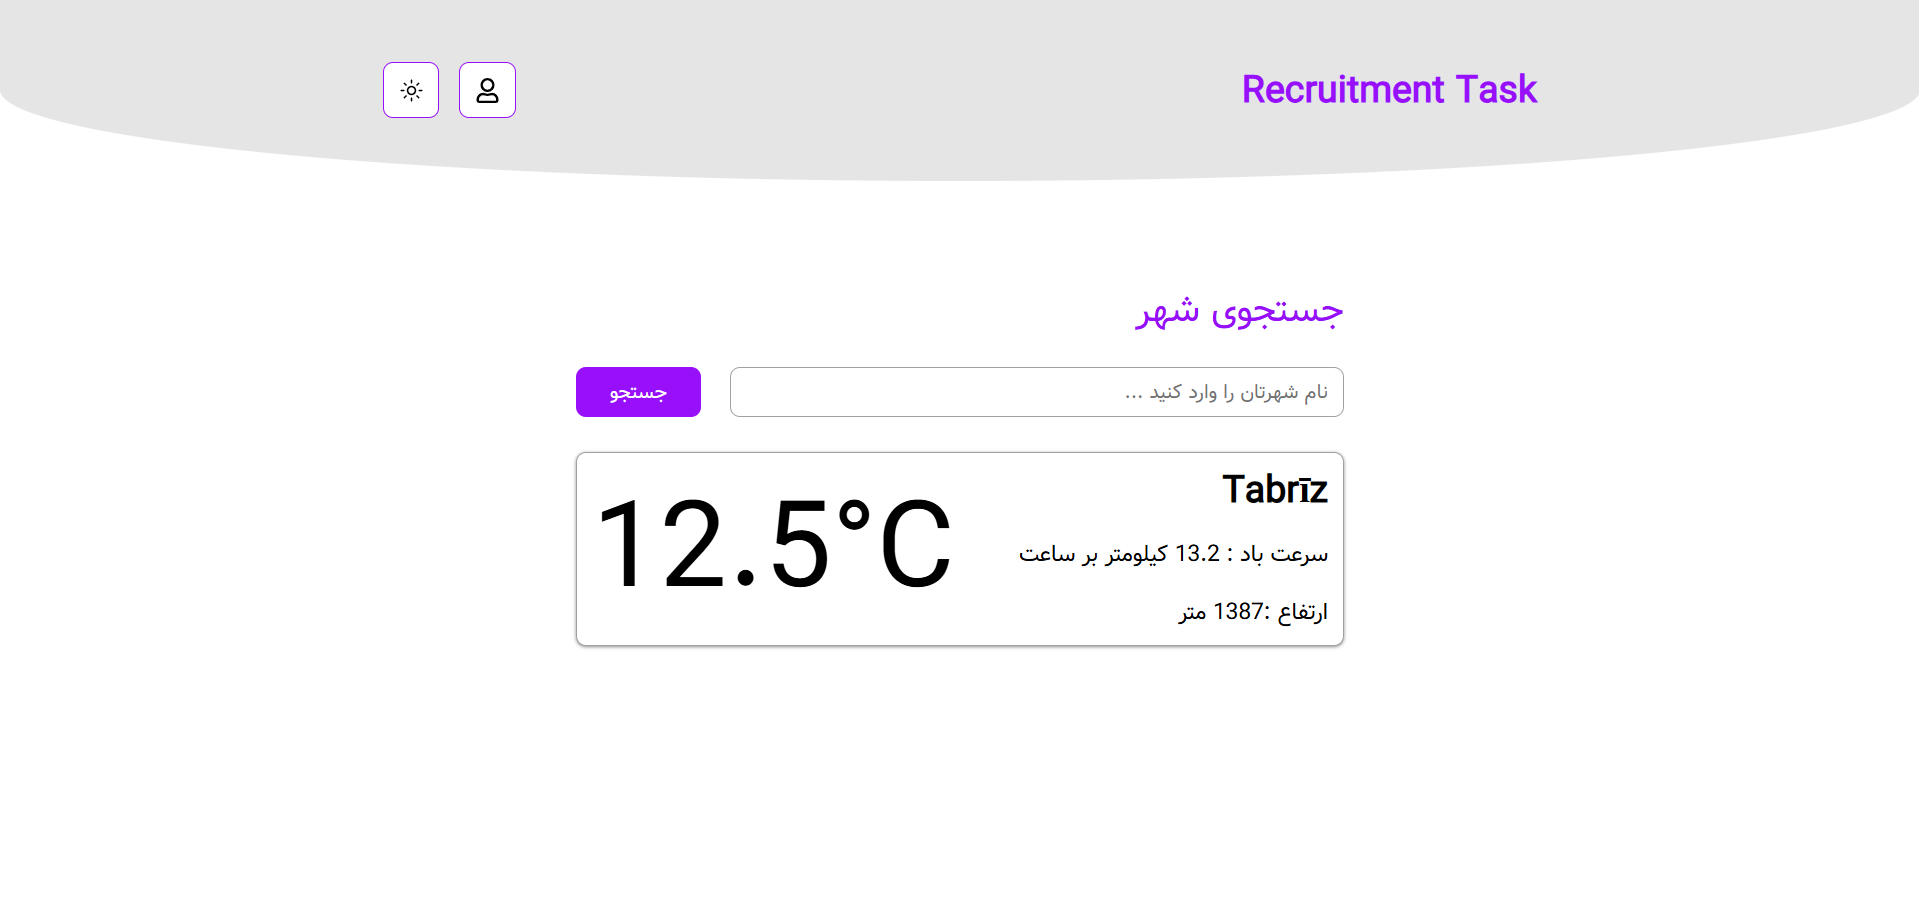 Recruitment Task
جستجوی شهر
نام شهرتان را وارد کنید ...
جستجو
Tabrīz
سرعت باد : 13.2 کیلومتر بر ساعت
ارتفاع :1387 متر
12.5°C